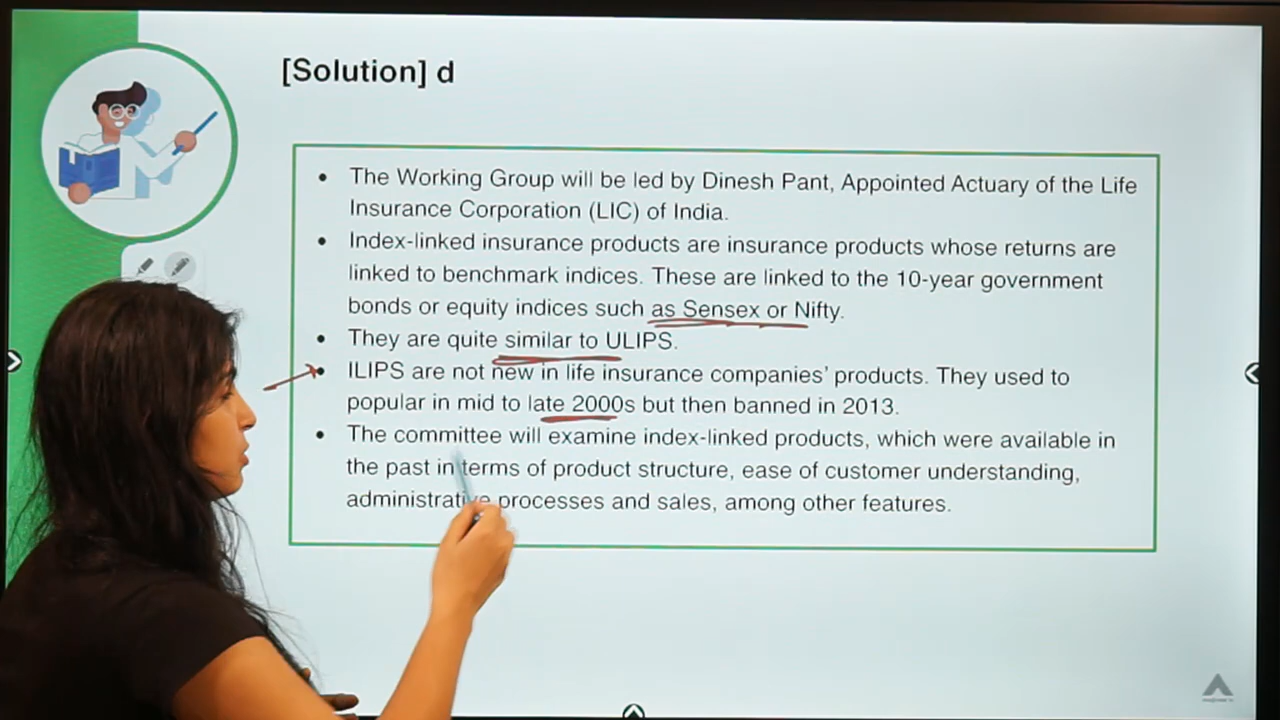 [Solution] d
• The Working Group will be led by Dinesh Pant, Appointed Actuary of the Life
Insurance Corporation (LIC) of India.
• Index-linked insurance products are insurance products whose returns are
linked to benchmark indices. These are linked to the 10-year government
bonds or equity indices such as Sensex or Nifty.
• They are quite similar to ULIPS.
• ILIPS are not new in life insurance companies' products. They used to
popular in mid to late 2000s but then banned in 2013.
• The committee will examine index-linked products, which were available in
the past in terms of product structure, ease of customer understanding,
administrative processes and sales, among other features.